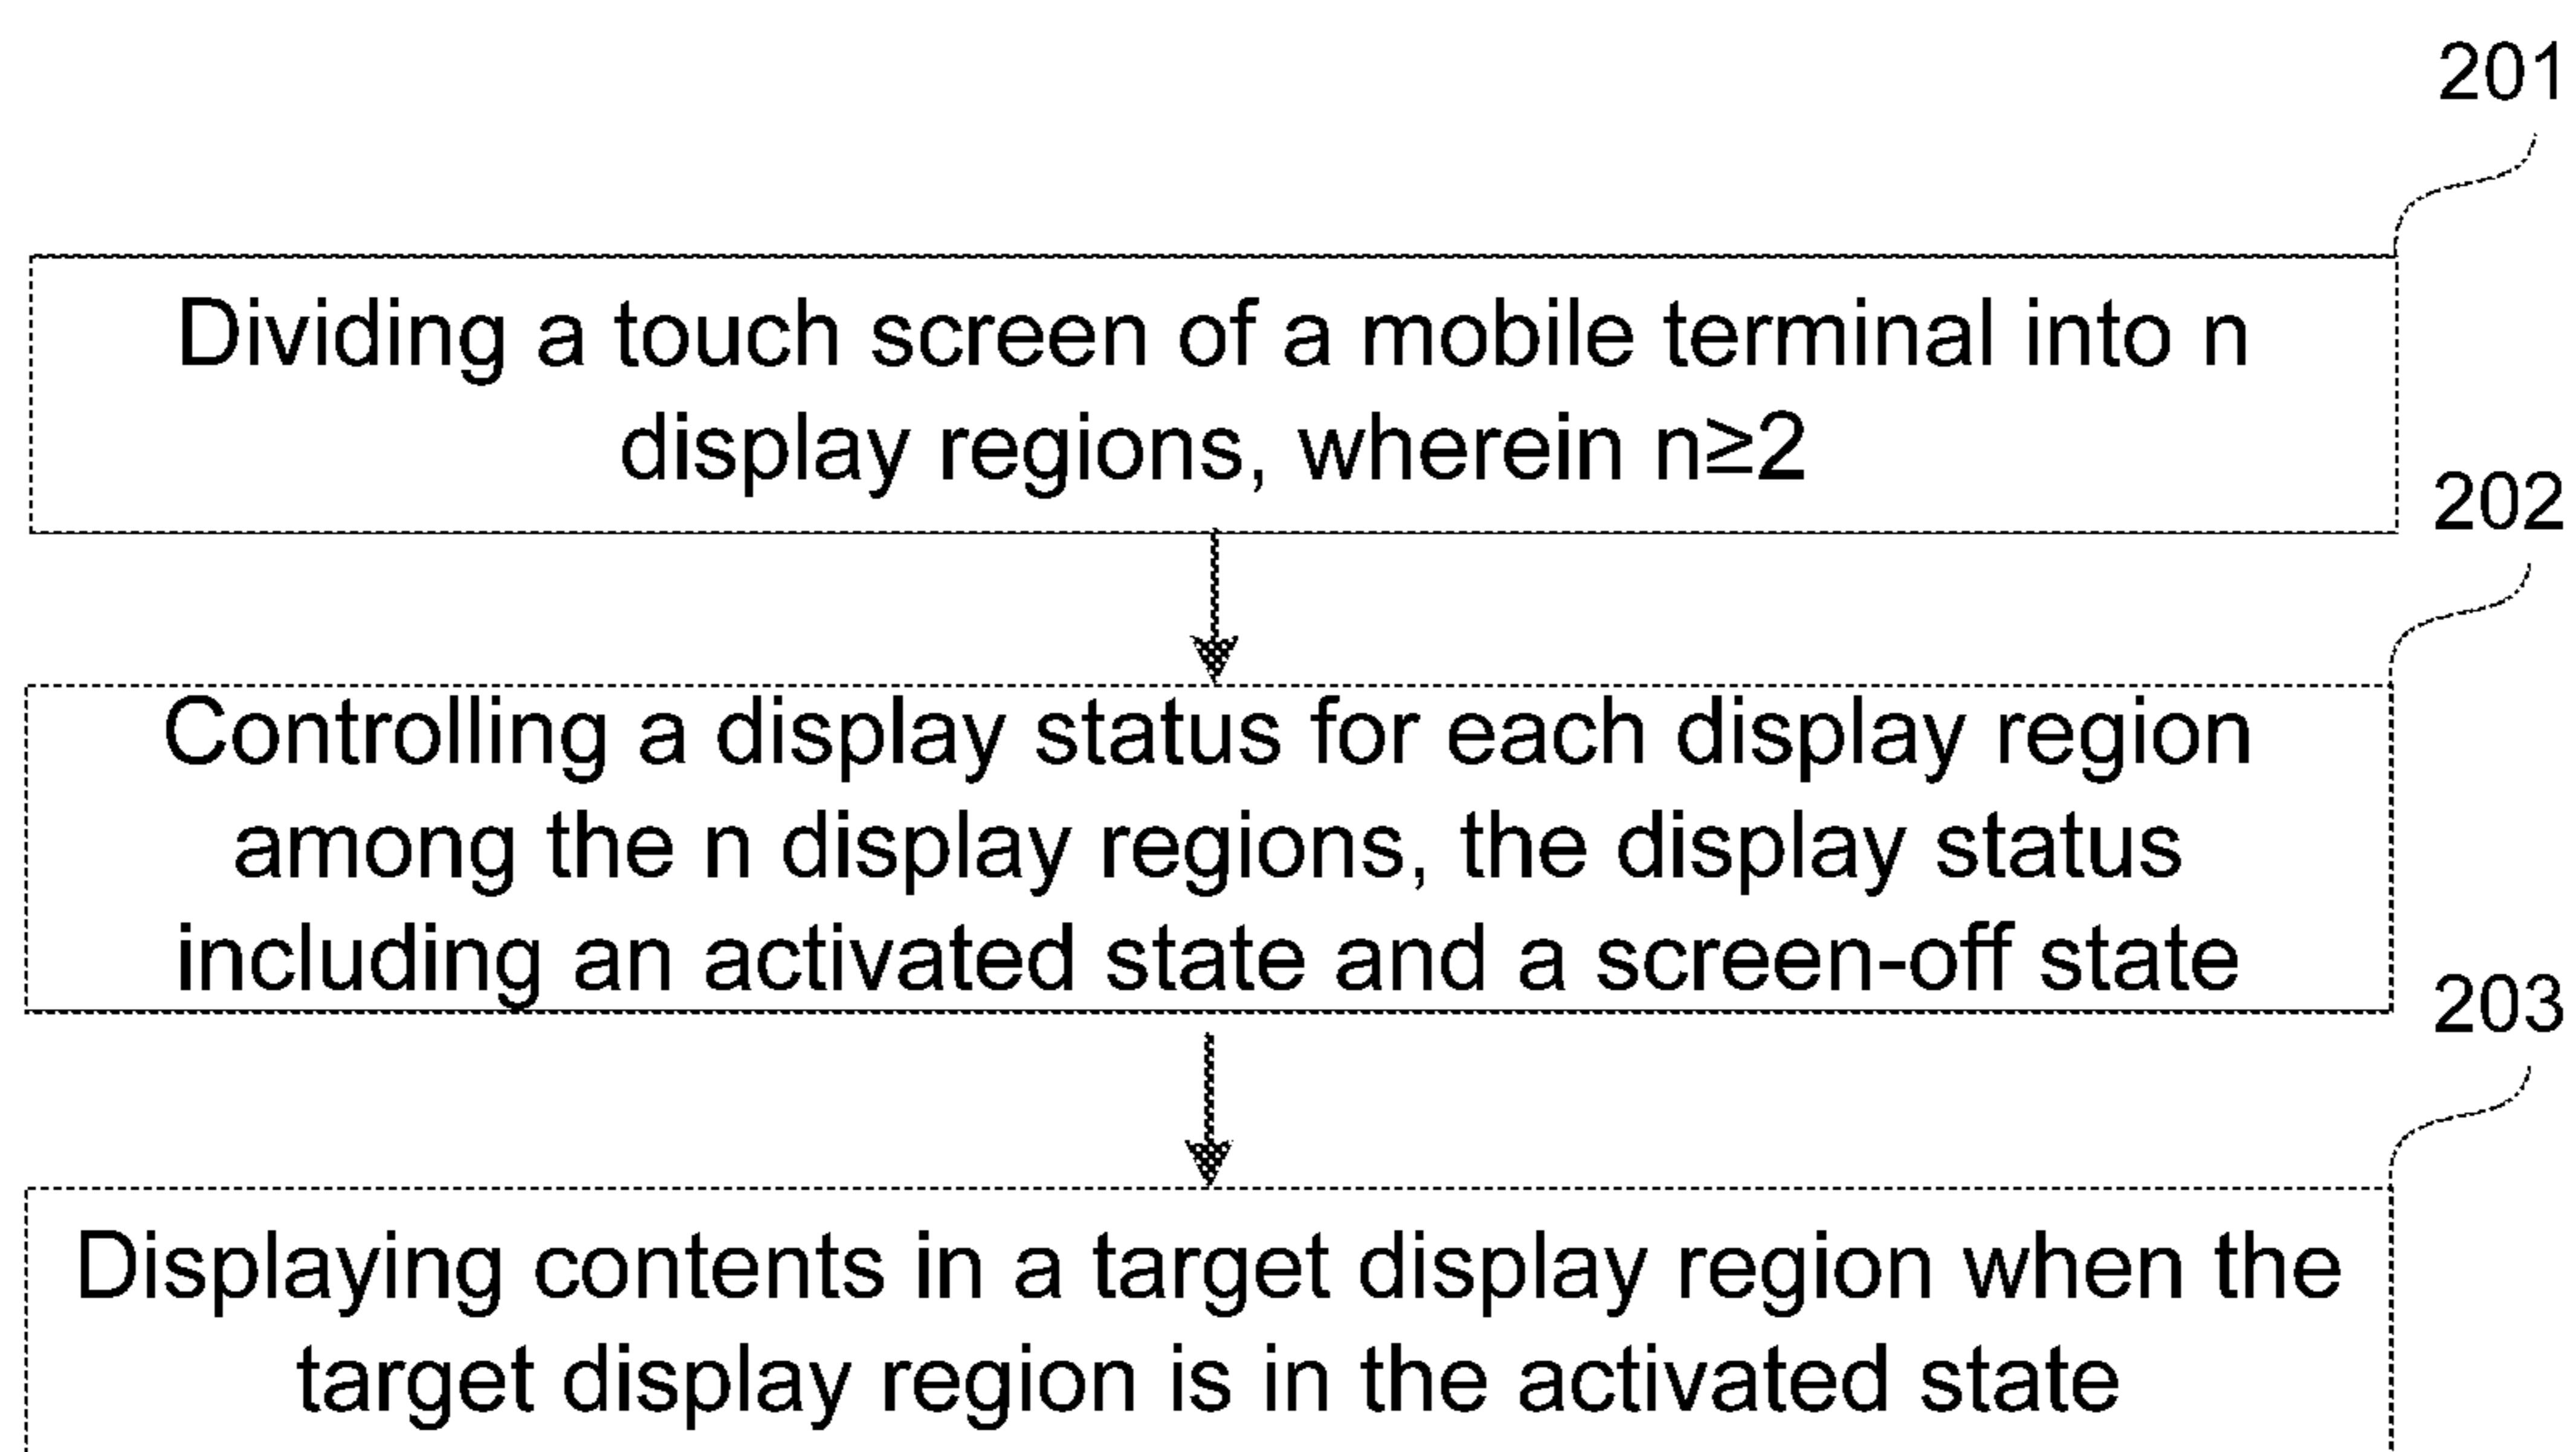 201
Dividing a touch screen of a mobile terminal into n
display regions, wherein n≥2
202
Controlling a display status for each display region
among the n display regions, the display status
including an activated state and a screen-off state
203
Displaying contents in a target display region when the
target display region is in the activated state